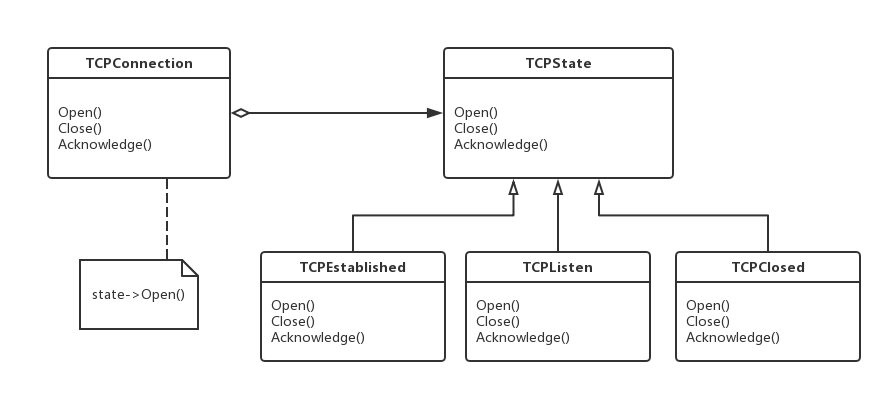 TCPConnection
Open()
Close()
Acknowledge()
TCPState
Open()
Close()
Acknowledge()
state->Open()
TCPEstablished
Open()
Close()
Acknowledge()
TCPListen
Open()
Close()
Acknowledge()
TCPClosed
Open()
Close()
Acknowledge()